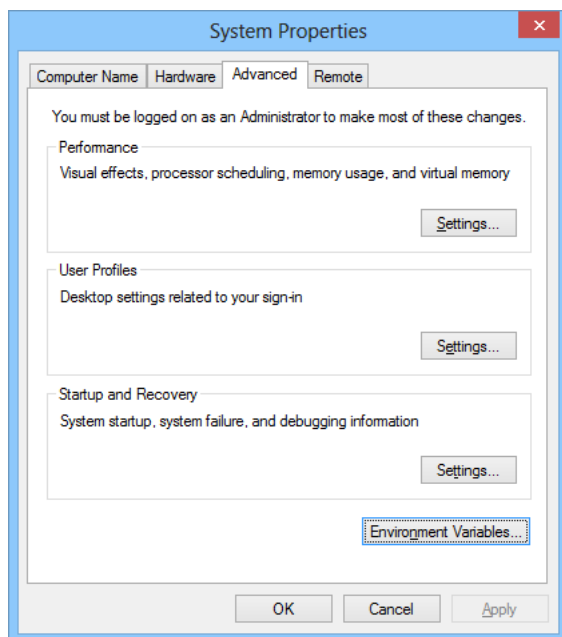 System Properties
Computer Name Hardware Advanced Remote
You must be logged on as an Administrator to make most of these changes.
Performance
Visual effects, processor scheduling, memory usage, and virtual memory
Settings...
User Profiles
Desktop settings related to your sign-in
Settings...
Startup and Recovery
System startup, system failure, and debugging information
Settings...
Environment Variables...
OK Cancel Apply